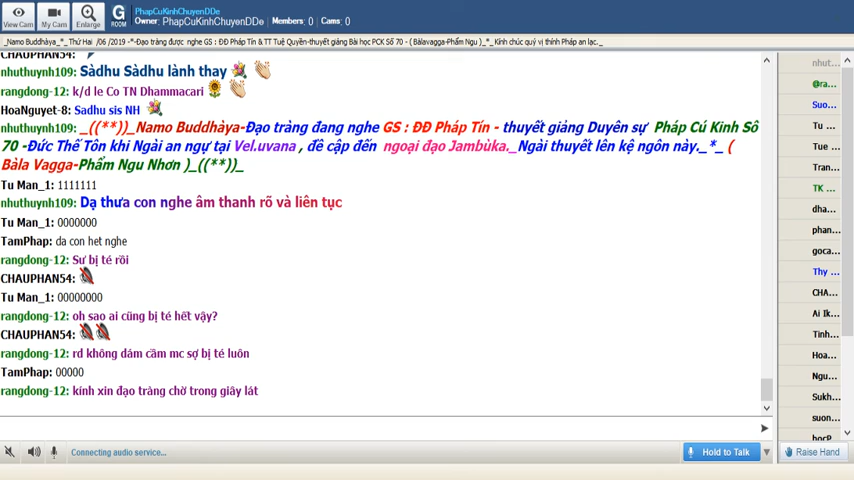 PhapCuKinhChuyenDDe
Owner: PhapCuKinhChuyenDDe Members: 0 Cams: 0
View Cam My Cam Enlarge G ROOM
_Namo Buddhàya_*_ Thứ Hai /06 /2019 -*-Đạo tràng được nghe GS : ĐĐ Pháp Tín & TT Tuệ Quyền-thuyết giảng Bài học PCK Số 70 - ( Bàlavagga-Phẩm Ngu )_*_ Kính chúc quý vị thính Pháp an lạc._
CHAUPHAN54:
nhuthuynh109: Sàdhu Sàdhu lành thay
rangdong-12: k/d le Co TN Dhammacari
HoaNguyet-8: Sadhu sis NH
nhuthuynh109: _((**))_Namo Buddhàya-Đạo tràng đang nghe GS : ĐĐ Pháp Tín - thuyết giảng Duyên sự Pháp Cú Kinh Số
70 -Đức Thế Tôn khi Ngài an ngự tại Vel.uvana , đề cập đến ngoại đạo Jambùka._Ngài thuyết lên kệ ngôn này._*_ (
Bàla Vagga-Phẩm Ngu Nhơn )_((**))_
Tu Man_1: 1111111
nhuthuynh109: Dạ thưa con nghe âm thanh rõ và liên tục
Tu Man_1: 0000000
TamPhap: da con het nghe
rangdong-12: Sư bị té rồi
CHAUPHAN54:
Tu Man_1: 00000000
rangdong-12: oh sao ai cũng bị té hết vậy?
CHAUPHAN54:
rangdong-12: rd không dám cầm mc sợ bị té luôn
TamPhap: 00000
rangdong-12: kính xin đạo tràng chờ trong giây lát
nhut...
@ra...
Suo...
Tu ...
Tue ...
Tran...
TK ...
dha...
phan...
goca...
Thy ...
CHA...
Ai Ik...
Tinh...
Hoa...
Ngu...
Sukh...
suon...
hocP...
Connecting audio service... Hold to Talk Raise Hand